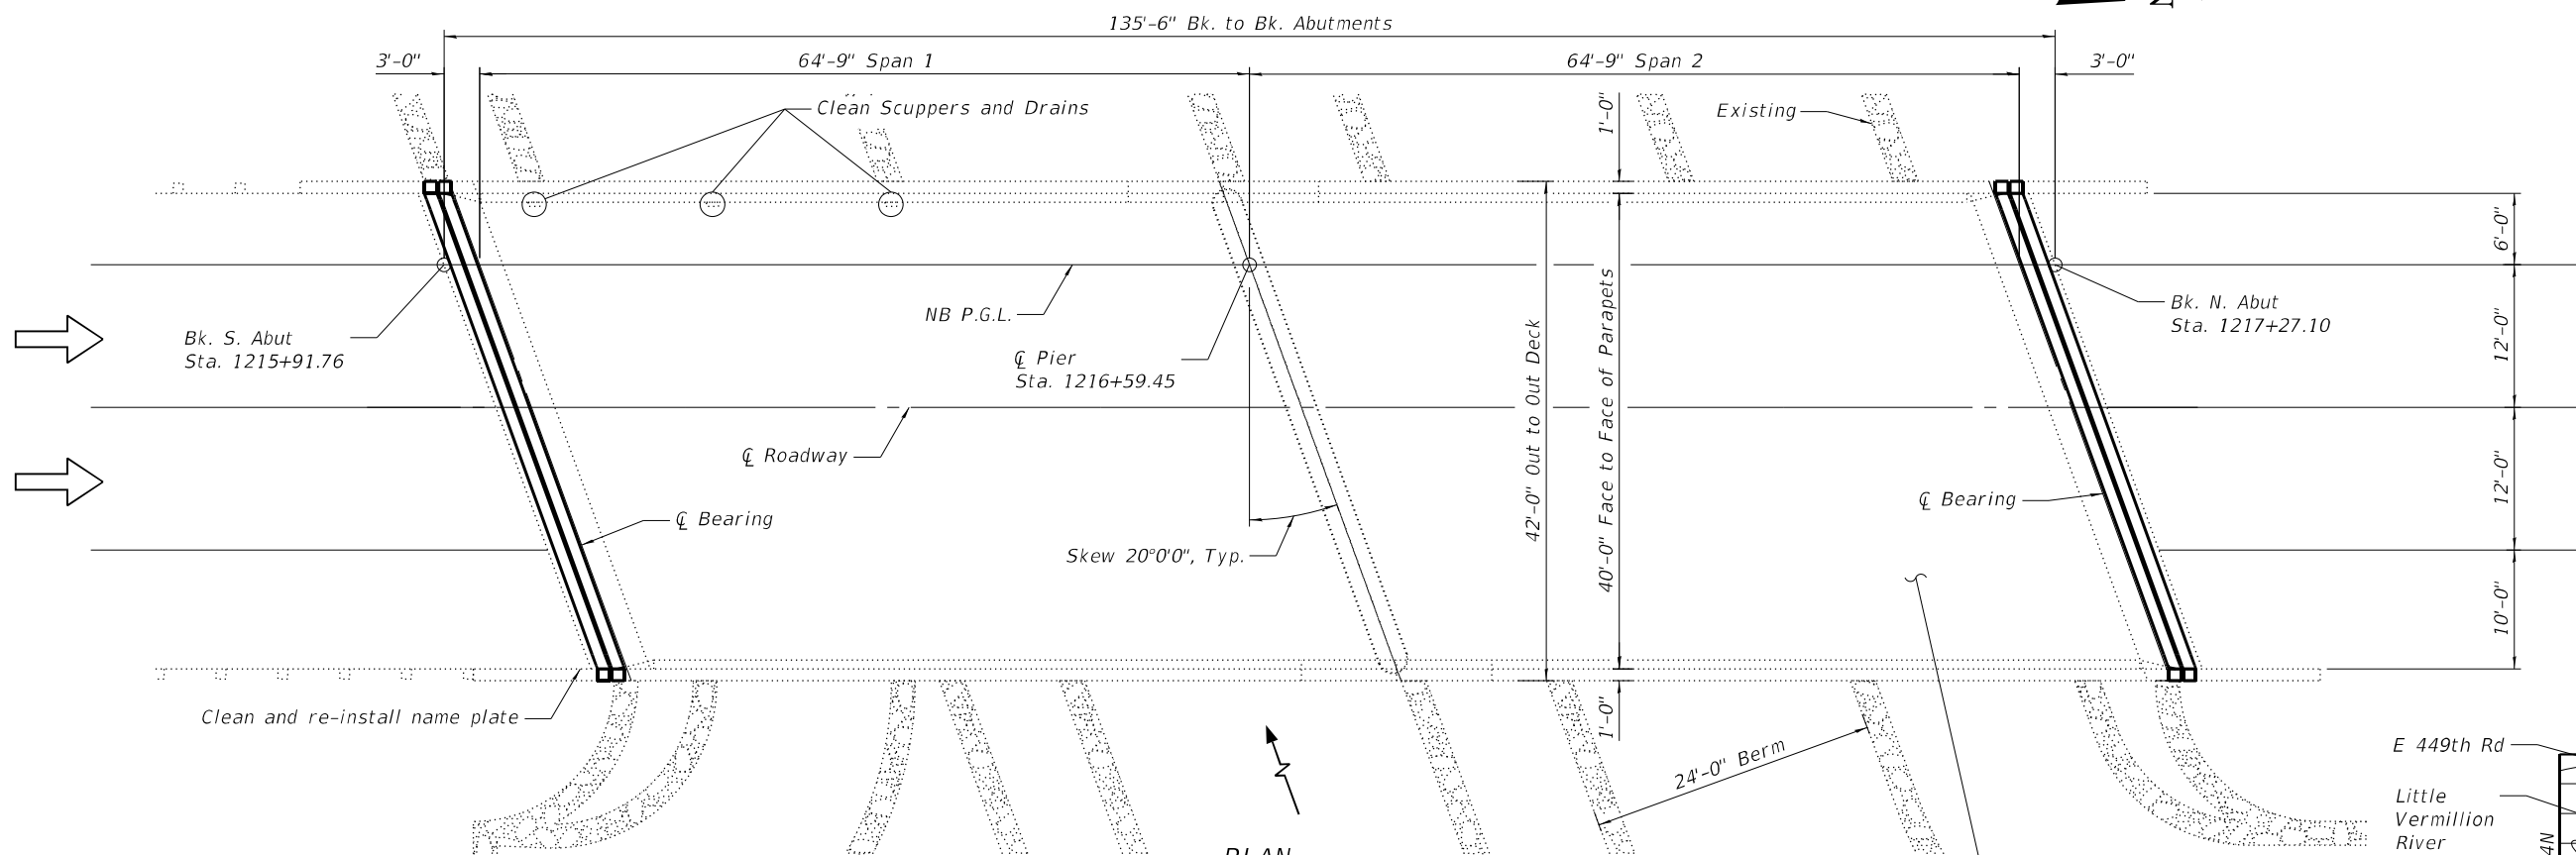 135'-6" Bk. to Bk. Abutments
3'-0"
64'-9" Span 1
64'-9" Span 2
3'-0"
Clean Scuppers and Drains
1'-0"
Existing
6'-0"
NB P.G.L.
Bk. S. Abut
Sta. 1215+91.76
℄ Pier
Sta. 1216+59.45
Bk. N. Abut
Sta. 1217+27.10
12'-0"
42'-0" Out to Out Deck
40'-0" Face to Face of Parapets
℄ Roadway
℄ Bearing
℄ Bearing
12'-0"
Skew 20°0'0", Typ.
10'-0"
Clean and re-install name plate
1'-0"
24'-0" Berm
N
E 449th Rd
Little
Vermillion
River
4N
PLAN